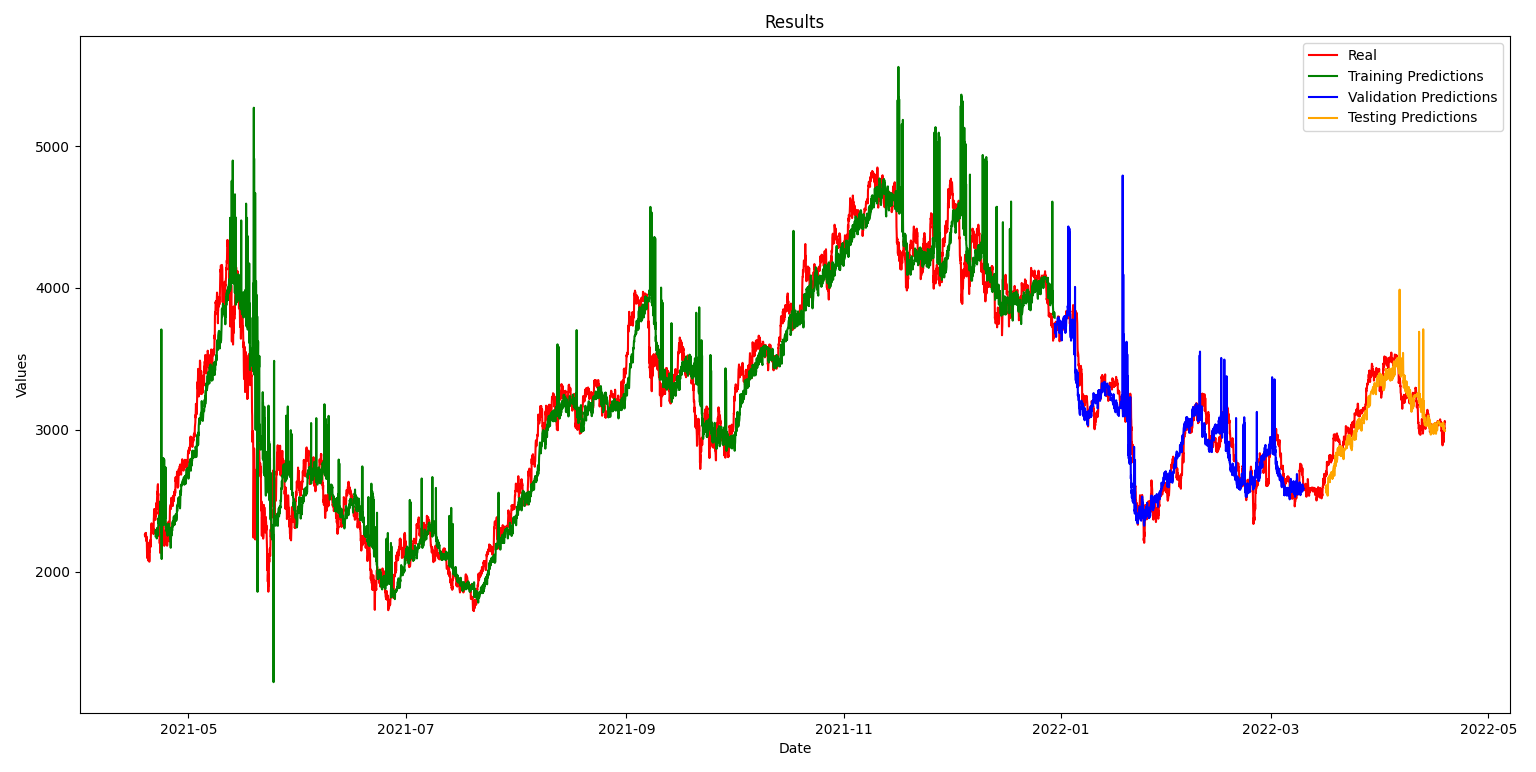 Results
Real
Training Predictions
Validation Predictions
Testing Predictions
Values
5000
4000
3000
2000
2021-05
2021-07
2021-09
2021-11
2022-01
2022-03
2022-05
Date